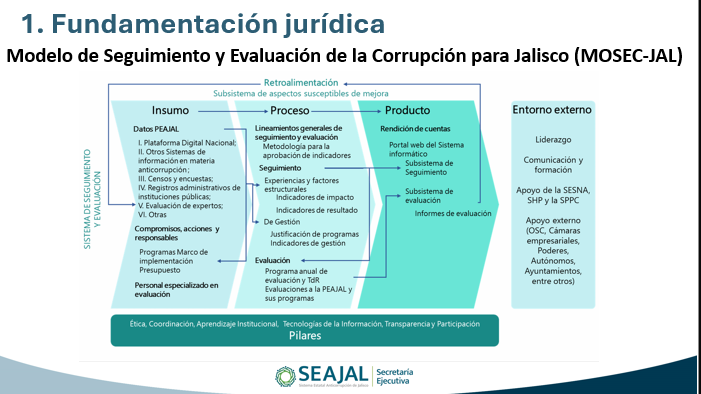 1. Fundamentación jurídica
Modelo de Seguimiento y Evaluación de la Corrupción para Jalisco (MOSEC-JAL)
Retroalimentación
Subsistema de aspectos susceptibles de mejora
SISTEMA DE SEGUIMIENTO
Y EVALUACIÓN
Insumo
Datos PEAJAL
I. Plataforma Digital Nacional;
II. Otros Sistemas de
información en materia
anticorrupción;
III. Censos y encuestas;
IV. Registros administrativos de
instituciones públicas;
V. Evaluación de expertos;
VI. Otras
Compromisos, acciones y
responsables
Programas Marco de
implementación
Presupuesto
Personal especializado en
evaluación
Proceso
Lineamientos generales de
seguimiento y evaluación
Metodología para la
aprobación de indicadores
Seguimiento
Experiencias y factores
estructurales
Indicadores de impacto
Indicadores de resultado
De Gestión
Justificación de programas
Indicadores de gestión
Evaluación
Programa anual de
evaluación y TdR
Evaluaciones a la PEAJAL y
sus programas
Producto
Rendición de cuentas
Portal web del Sistema
informático
Subsistema de
Seguimiento
Subsistema de
evaluación
Informes de evaluación
Entorno externo
Liderazgo
Comunicación y
formación
Apoyo de la SESNA,
SHP y la SPPC
Apoyo externo
(OSC, Cámaras
empresariales,
Poderes,
Autónomos,
Ayuntamientos,
entre otros)
Ética, Coordinación, Aprendizaje Institucional, Tecnologías de la Información, Transparencia y Participación
Pilares
SEAJAL
Sistema Estatal Anticorrupción de Jalisco
Secretaría
Ejecutiva